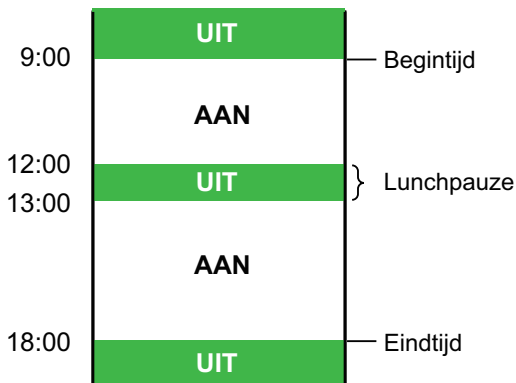 UIT
9:00
Begintijd
AAN
12:00
UIT
Lunchpauze
13:00
AAN
18:00
Eindtijd
UIT